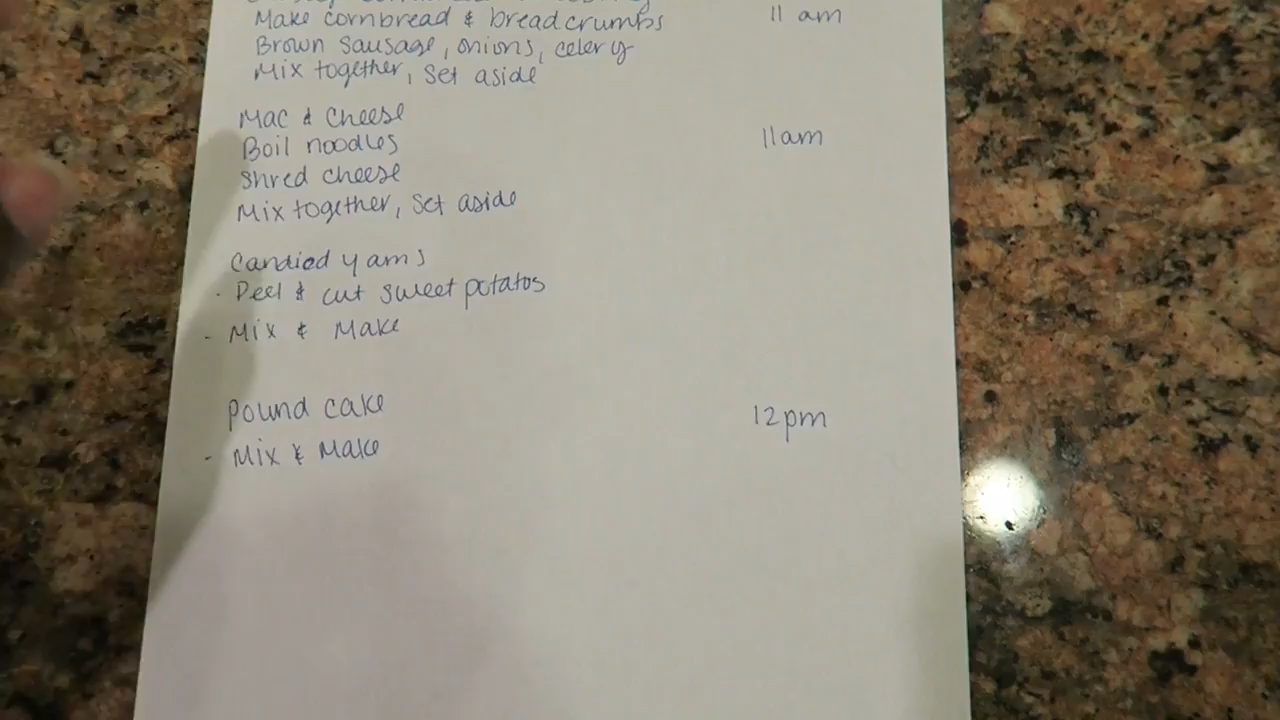 Make cornbread & breadcrumbs 11 am
Brown sausage, onions, celery
Mix together, set aside
Mac & cheese
Boil noodles 11am
Shred cheese
Mix together, set aside
Candied yams
- Peel & cut sweet potatos
- Mix & Make
Pound cake 12pm
- Mix & Make